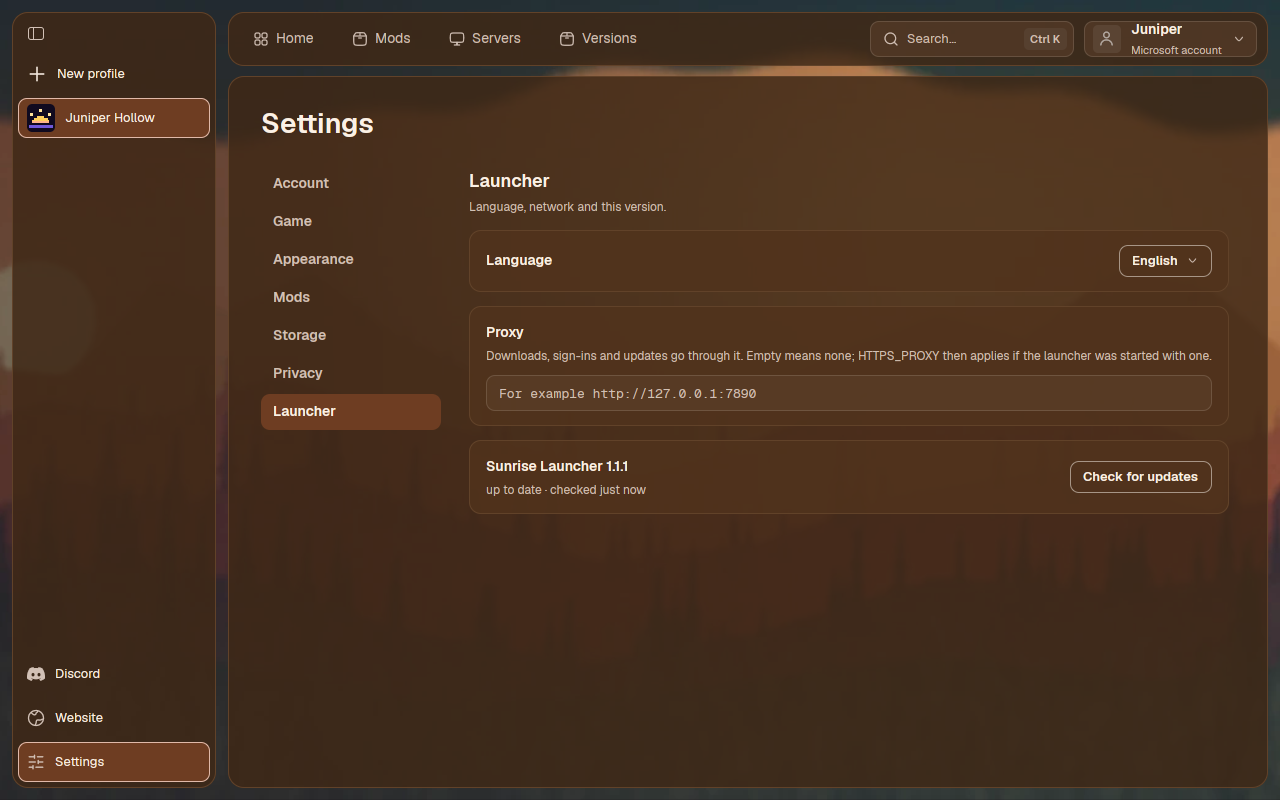 New profile
Juniper Hollow
Discord
Website
Settings
Home
Mods
Servers
Versions
Search...
Ctrl K
Juniper
Microsoft account
Settings
Account
Game
Appearance
Mods
Storage
Privacy
Launcher
Launcher
Language, network and this version.
Language
English
Proxy
Downloads, sign-ins and updates go through it. Empty means none; HTTPS_PROXY then applies if the launcher was started with one.
For example http://127.0.0.1:7890
Sunrise Launcher 1.1.1
up to date · checked just now
Check for updates